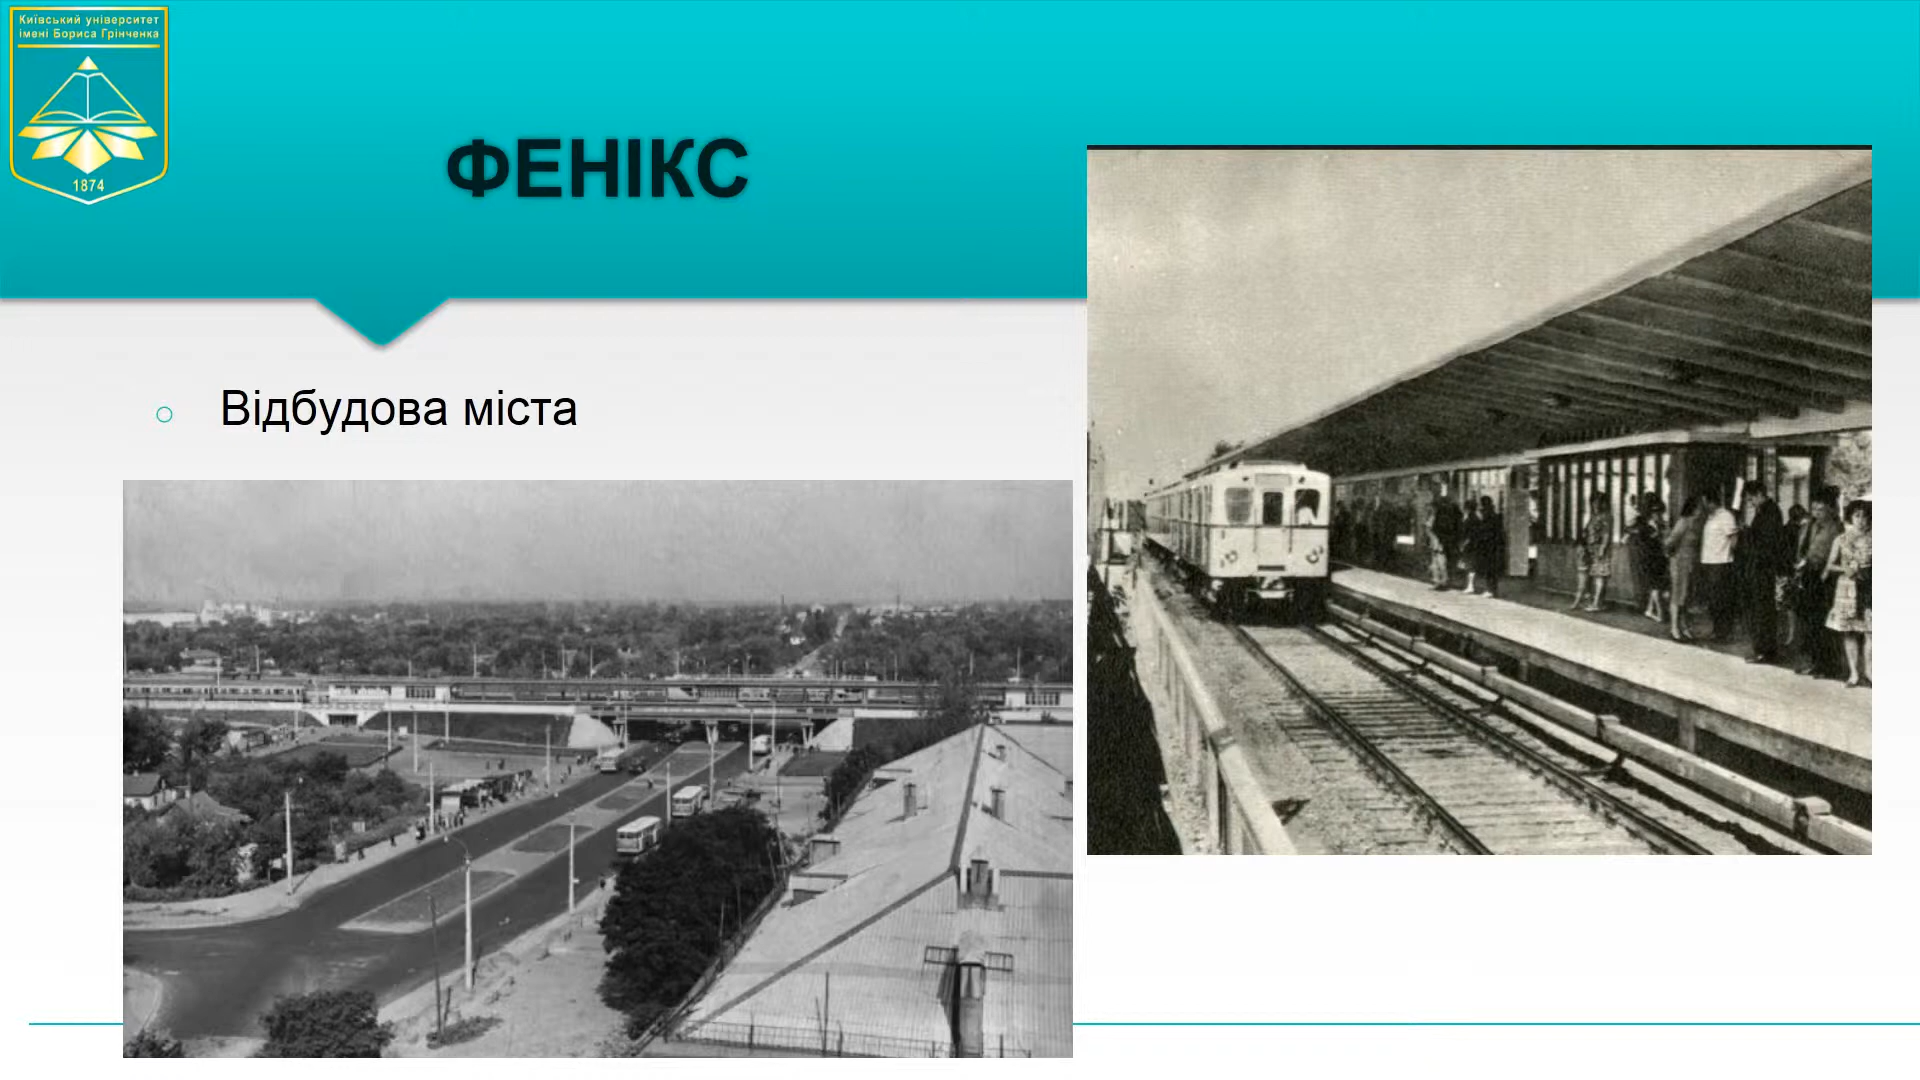 Київський університет
імені Бориса Грінченка
1874
ФЕНІКС
Відбудова міста